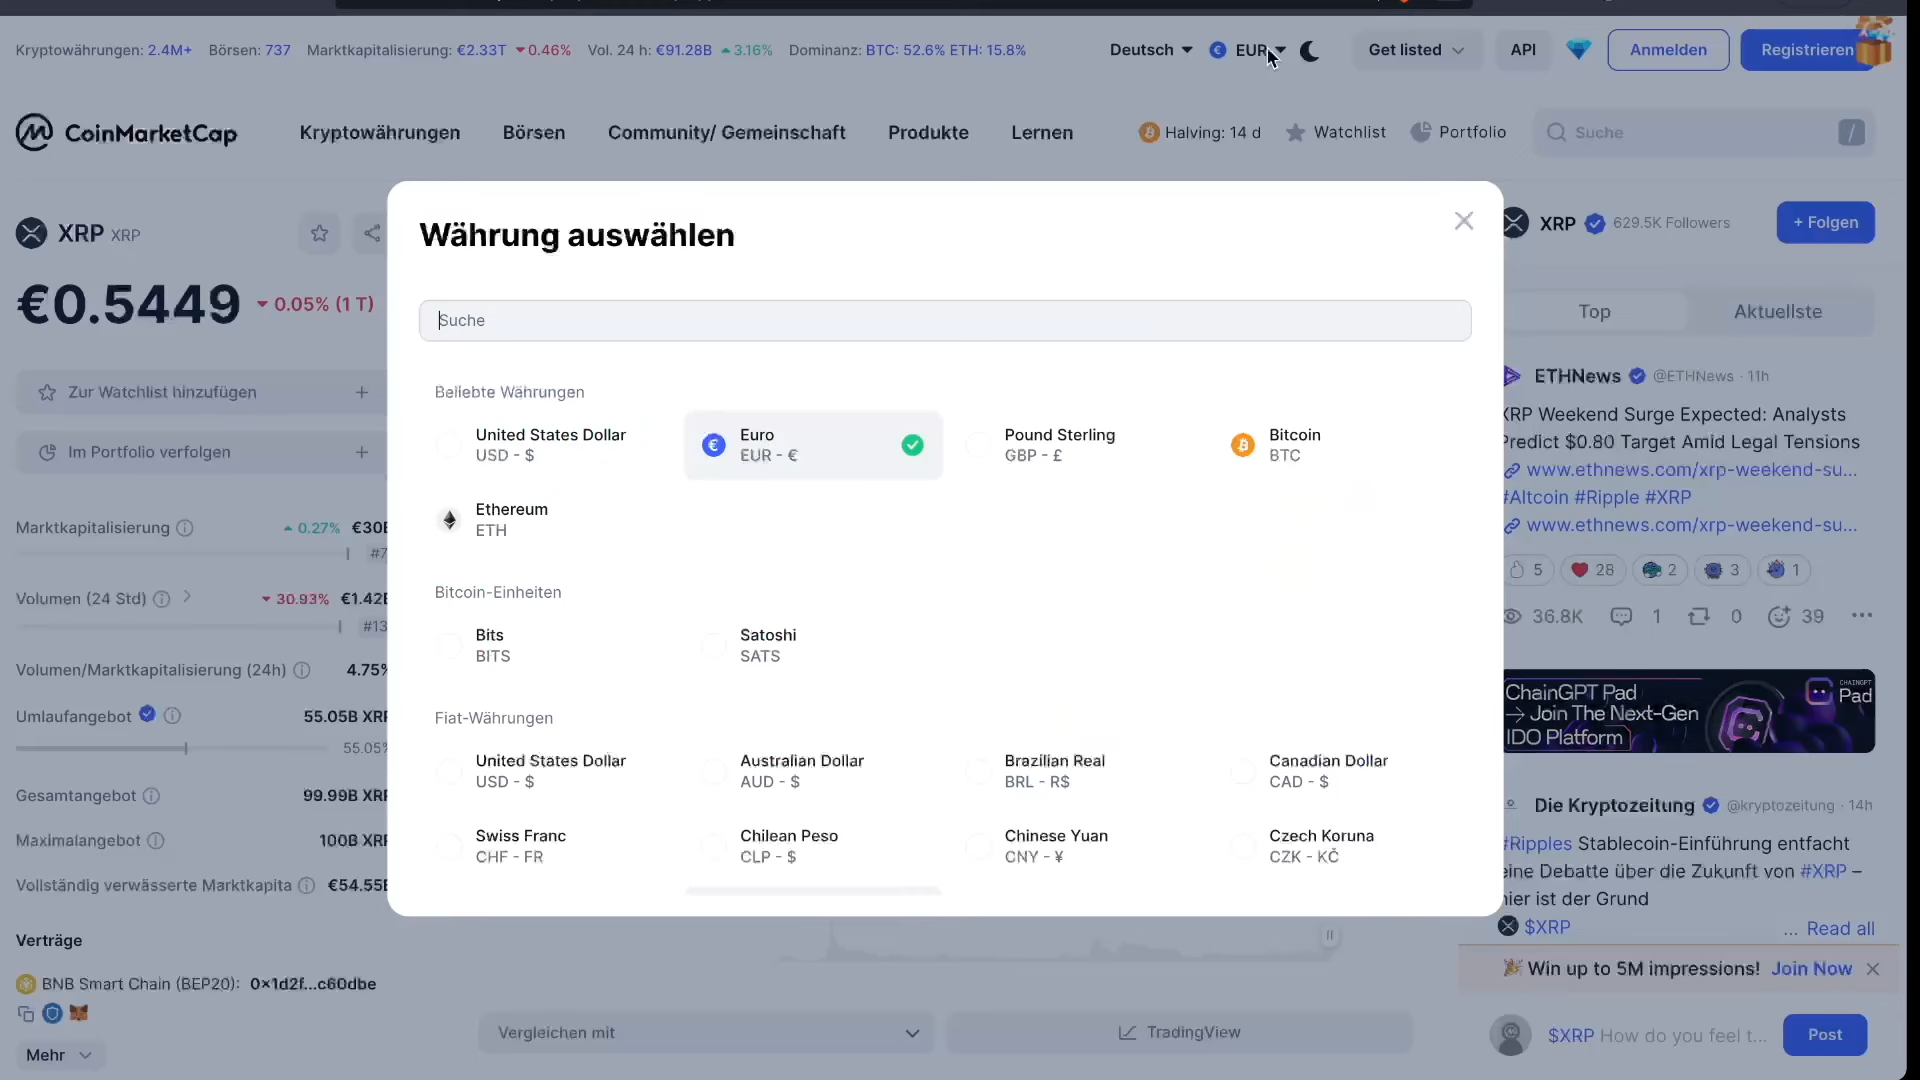 Kryptowährungen: 2.4M+ Börsen: 737 Marktkapitalisierung: €2.33T 0.46% Vol. 24 h: €91.28B 3.16% Dominanz: BTC: 52.6% ETH: 15.8%
Deutsch EUR Get listed API Anmelden Registrieren
CoinMarketCap Kryptowährungen Börsen Community/ Gemeinschaft Produkte Lernen Halving: 14 d Watchlist Portfolio Suche /
XRP XRP
€0.5449 0.05% (1 T)
Zur Watchlist hinzufügen +
Im Portfolio verfolgen +
Marktkapitalisierung 0.27% €30B
#7
Volumen (24 Std) 30.93% €1.42B
#13
Volumen/Marktkapitalisierung (24h) 4.75%
Umlaufangebot 55.05B XRP
55.05%
Gesamtangebot 99.99B XRP
Maximalangebot 100B XRP
Vollständig verwässerte Marktkapita €54.55B
Verträge
BNB Smart Chain (BEP20): 0x1d2f...c60dbe
Mehr
Währung auswählen
Suche
Beliebte Währungen
United States Dollar
USD - $
Euro
EUR - €
Pound Sterling
GBP - £
Bitcoin
BTC
Ethereum
ETH
Bitcoin-Einheiten
Bits
BITS
Satoshi
SATS
Fiat-Währungen
United States Dollar
USD - $
Australian Dollar
AUD - $
Brazilian Real
BRL - R$
Canadian Dollar
CAD - $
Swiss Franc
CHF - FR
Chilean Peso
CLP - $
Chinese Yuan
CNY - ¥
Czech Koruna
CZK - KČ
Vergleichen mit
TradingView
XRP 629.5K Followers + Folgen
Top Aktuellste
ETHNews @ETHNews · 11h
XRP Weekend Surge Expected: Analysts
Predict $0.80 Target Amid Legal Tensions
www.ethnews.com/xrp-weekend-su...
#Altcoin #Ripple #XRP
www.ethnews.com/xrp-weekend-su...
5 28 2 3 1
36.8K 1 0 39 ...
ChainGPT Pad
→ Join The Next-Gen
IDO Platform
CHAINGPT
Pad
Die Kryptozeitung @kryptozeitung · 14h
#Ripples Stablecoin-Einführung entfacht
eine Debatte über die Zukunft von #XRP –
hier ist der Grund
$XRP
... Read all
Win up to 5M impressions! Join Now
$XRP How do you feel t... Post